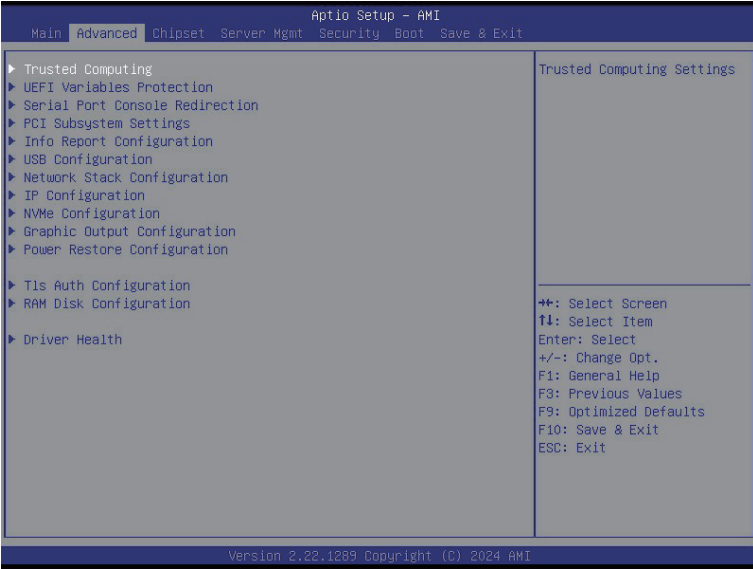 Aptio Setup – AMI
Main Advanced Chipset Server Mgmt Security Boot Save & Exit
Trusted Computing
UEFI Variables Protection
Serial Port Console Redirection
PCI Subsystem Settings
Info Report Configuration
USB Configuration
Network Stack Configuration
IP Configuration
NVMe Configuration
Graphic Output Configuration
Power Restore Configuration
Tls Auth Configuration
RAM Disk Configuration
Driver Health
Trusted Computing Settings
→←: Select Screen
↑↓: Select Item
Enter: Select
+/-: Change Opt.
F1: General Help
F3: Previous Values
F9: Optimized Defaults
F10: Save & Exit
ESC: Exit
Version 2.22.1289 Copyright (C) 2024 AMI